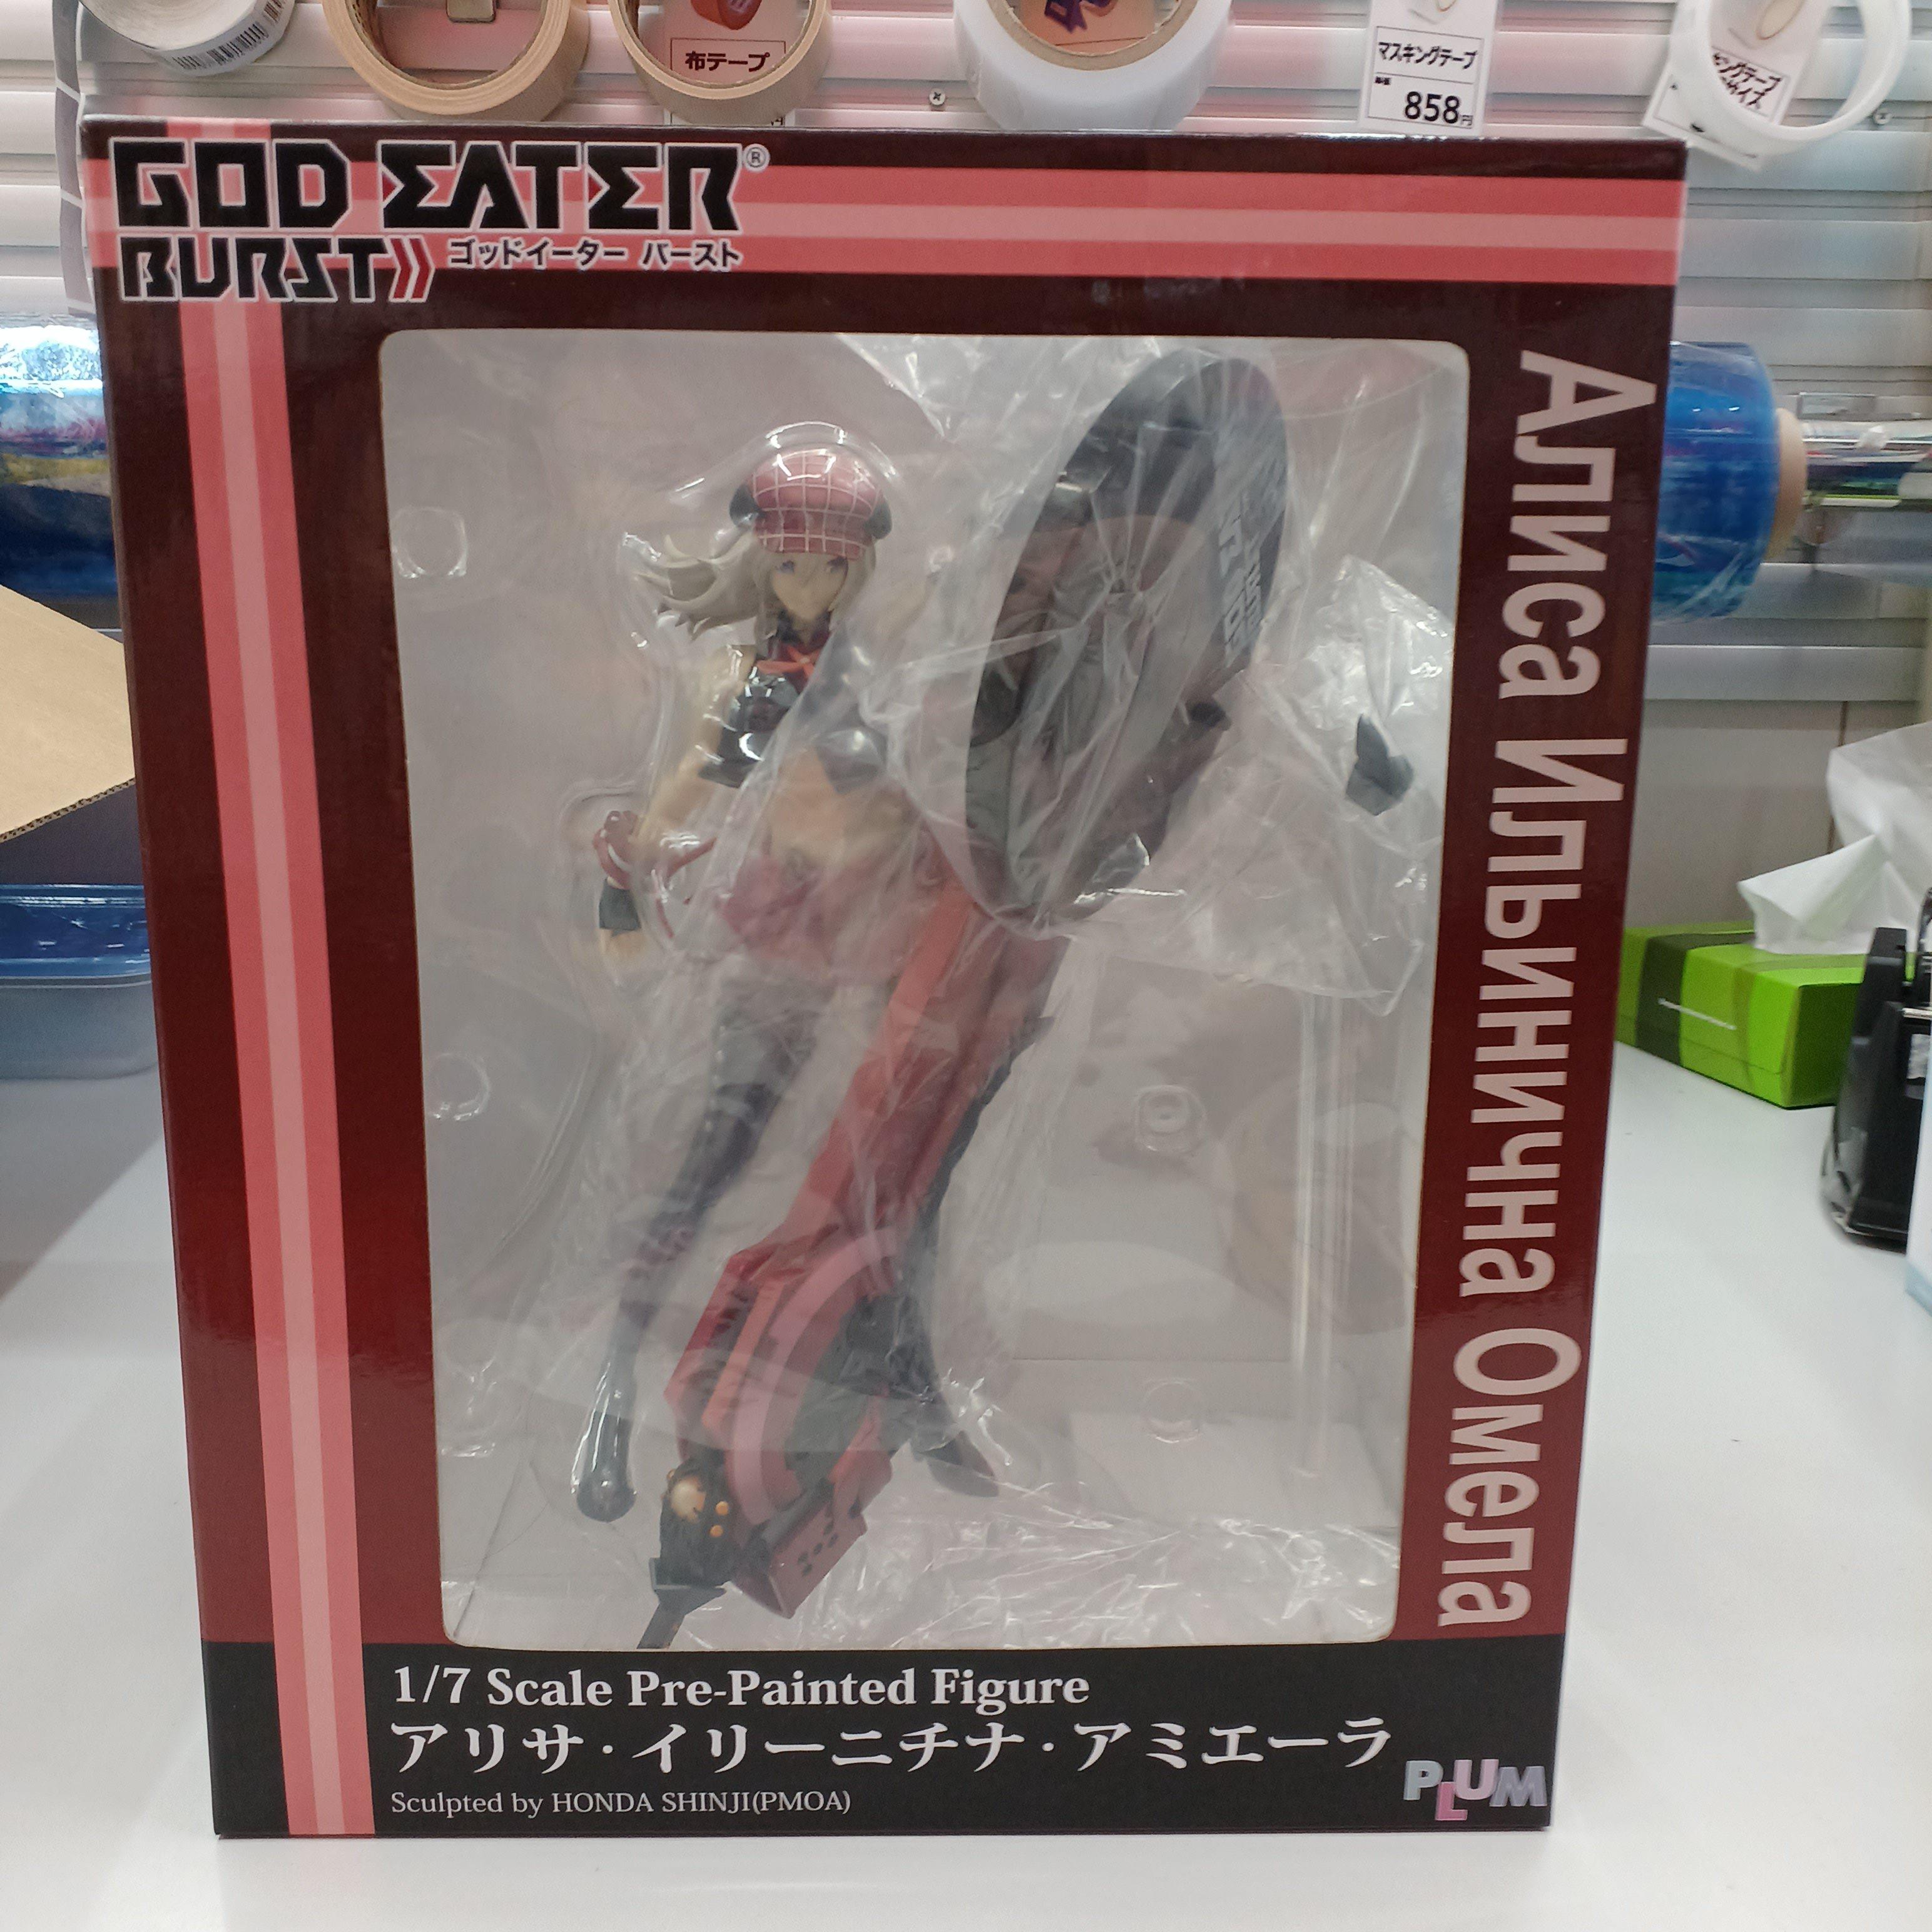 布テープ
マスキングテープ
858円
GOD EATER®
BURST》
ゴッドイーター バースト
Алиса Ильинична Омела
1/7 Scale Pre-Painted Figure
アリサ・イリーニチナ・アミエーラ
Sculpted by HONDA SHINJI(PMOA)
PLUM